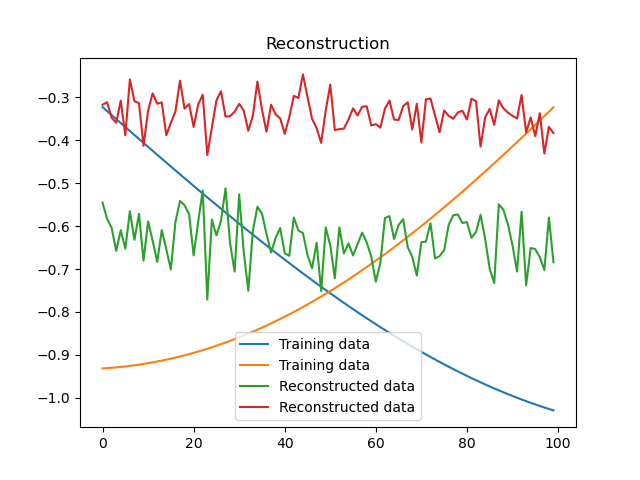 Reconstruction
−0.3
−0.4
−0.5
−0.6
−0.7
−0.8
−0.9
−1.0
Training data
Training data
Reconstructed data
Reconstructed data
0 20 40 60 80 100